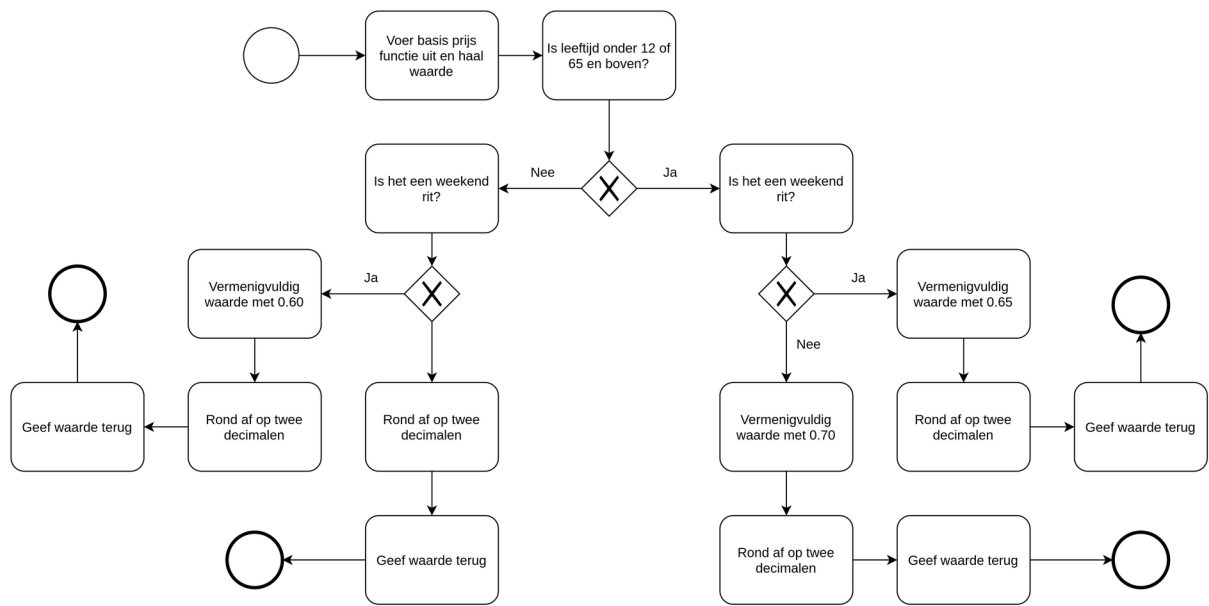 Voer basis prijs
functie uit en haal
waarde
Is leeftijd onder 12 of
65 en boven?
Nee
Ja
Is het een weekend
rit?
Is het een weekend
rit?
Ja
Vermenigvuldig
waarde met 0.60
Ja
Vermenigvuldig
waarde met 0.65
Nee
Geef waarde terug
Rond af op twee
decimalen
Rond af op twee
decimalen
Vermenigvuldig
waarde met 0.70
Rond af op twee
decimalen
Geef waarde terug
Geef waarde terug
Rond af op twee
decimalen
Geef waarde terug